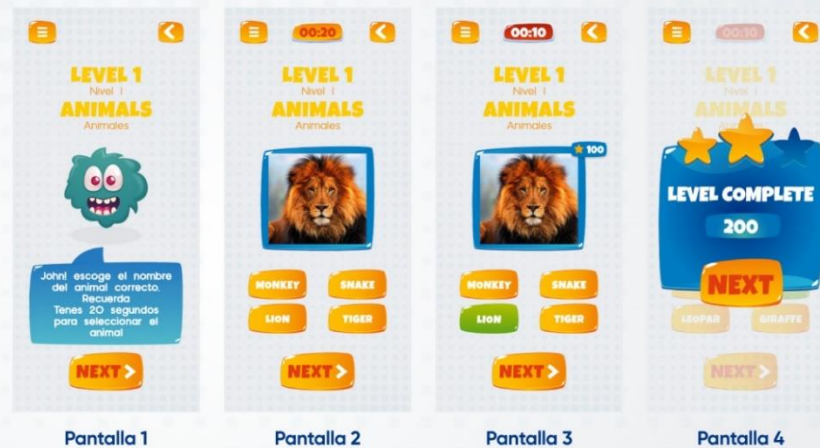 LEVEL 1
Nivel 1
ANIMALS
Animales
John! escoge el nombre
del animal correcto.
Recuerda
Tenes 20 segundos
para seleccionar el
animal
NEXT
Pantalla 1
00:20
LEVEL 1
Nivel 1
ANIMALS
Animales
MONKEY
SNAKE
LION
TIGER
NEXT
Pantalla 2
00:10
LEVEL 1
Nivel 1
ANIMALS
Animales
100
MONKEY
SNAKE
LION
TIGER
NEXT
Pantalla 3
00:10
LEVEL 1
Nivel 1
ANIMALS
LEVEL COMPLETE
200
NEXT
LEOPAR
GIRAFFE
NEXT
Pantalla 4